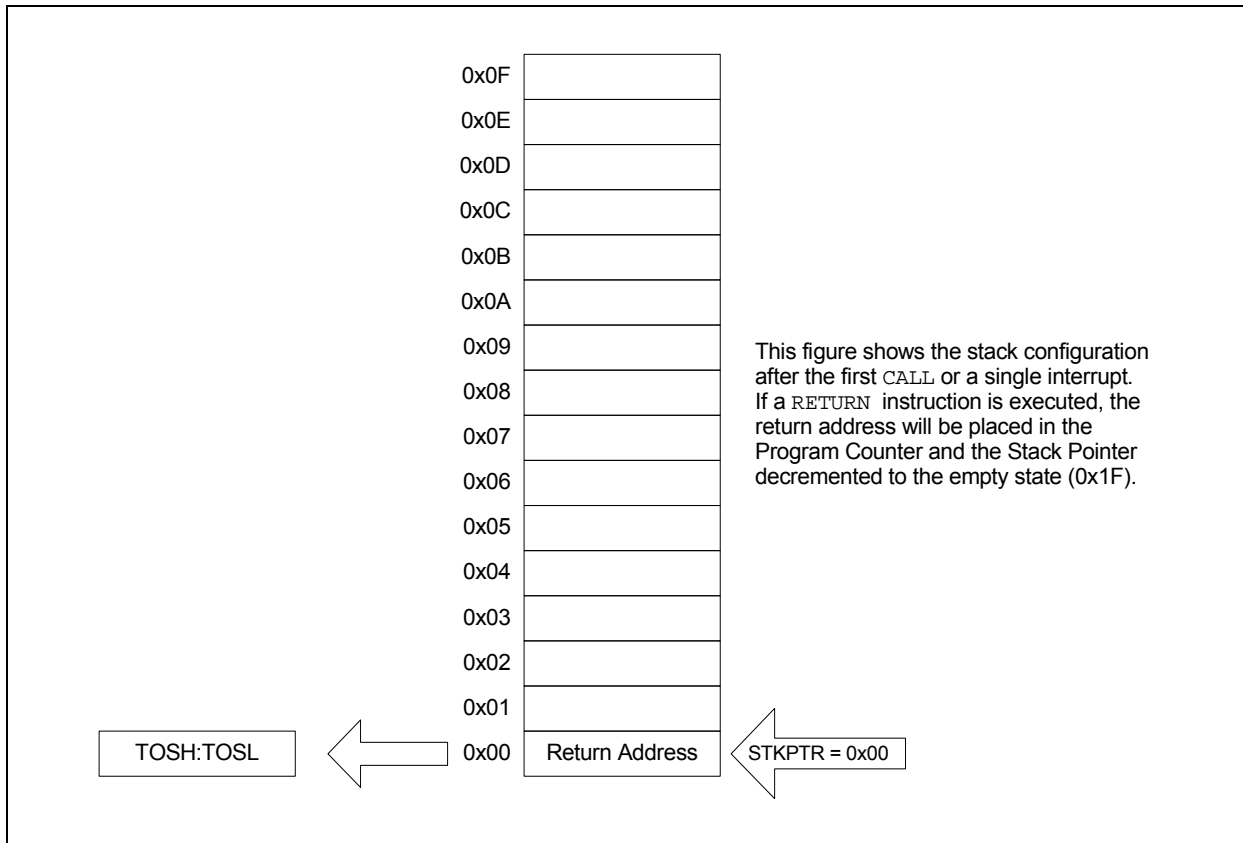 0x0F
0x0E
0x0D
0x0C
0x0B
0x0A
0x09
This figure shows the stack configuration
after the first CALL or a single interrupt.
If a RETURN instruction is executed, the
return address will be placed in the
Program Counter and the Stack Pointer
decremented to the empty state (0x1F).
0x08
0x07
0x06
0x05
0x04
0x03
0x02
0x01
TOSH:TOSL 0x00 Return Address STKPTR = 0x00